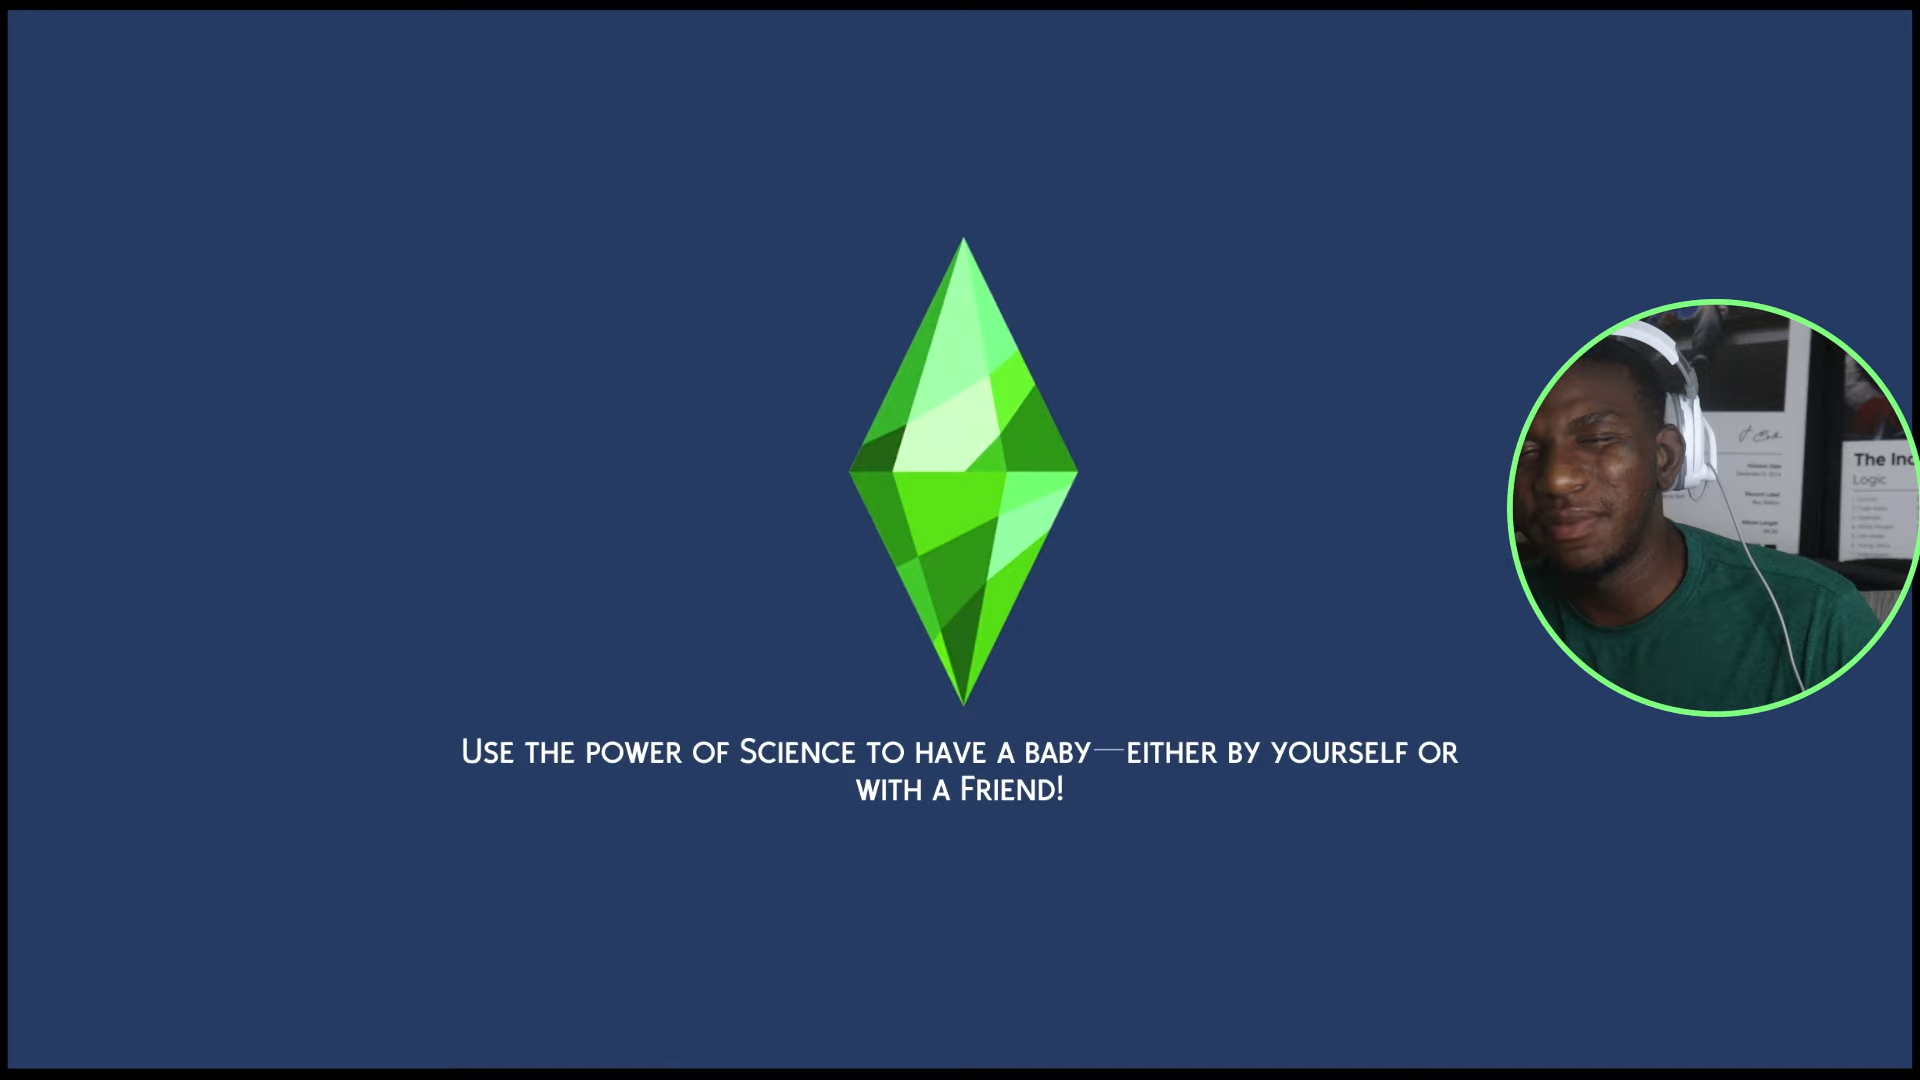 USE THE POWER OF SCIENCE TO HAVE A BABY—EITHER BY YOURSELF OR
WITH A FRIEND!
The Inc
Logic